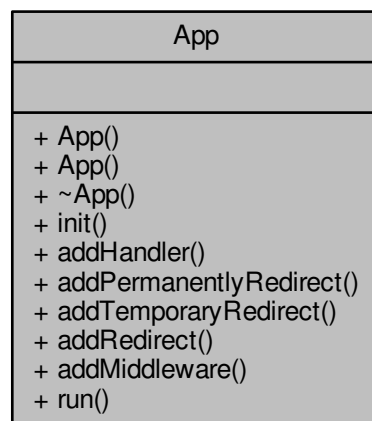 App
+ App()
+ App()
+ ~App()
+ init()
+ addHandler()
+ addPermanentlyRedirect()
+ addTemporaryRedirect()
+ addRedirect()
+ addMiddleware()
+ run()